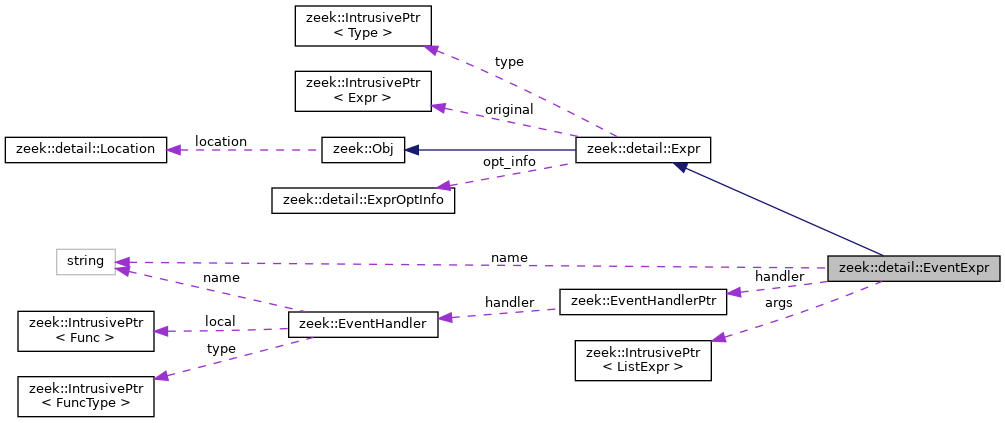 zeek::IntrusivePtr
< Type >
type
zeek::IntrusivePtr
< Expr >
original
zeek::detail::Location
location
zeek::Obj
zeek::detail::Expr
opt_info
zeek::detail::ExprOptInfo
string
name
zeek::detail::EventExpr
name
handler
zeek::EventHandlerPtr
handler
args
zeek::IntrusivePtr
< Func >
local
zeek::EventHandler
type
zeek::IntrusivePtr
< ListExpr >
zeek::IntrusivePtr
< FuncType >